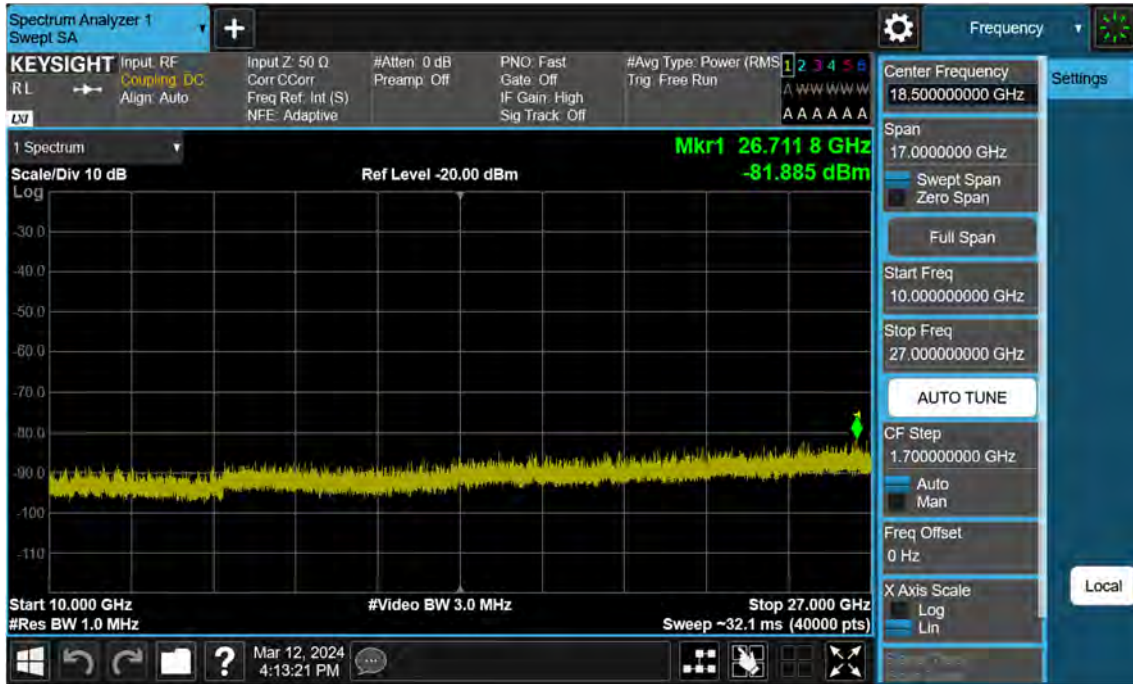 Spectrum Analyzer 1
Swept SA
Frequency
KEYSIGHT
RL
LXI
Input: RF
Coupling: DC
Align: Auto
Input Z: 50 Ω
Corr CCorr
Freq Ref: Int (S)
NFE: Adaptive
#Atten: 0 dB
Preamp: Off
PNO: Fast
Gate: Off
IF Gain: High
Sig Track: Off
#Avg Type: Power (RMS
Trig: Free Run
1 2 3 4 5 6
A W W W W W
A A A A A A
1 Spectrum
Scale/Div 10 dB
Log
Ref Level -20.00 dBm
Mkr1 26.711 8 GHz
-81.885 dBm
-30.0
-40.0
-50.0
-60.0
-70.0
-80.0
-90.0
-100
-110
1
Start 10.000 GHz
#Res BW 1.0 MHz
#Video BW 3.0 MHz
Stop 27.000 GHz
Sweep ~32.1 ms (40000 pts)
Center Frequency
18.500000000 GHz
Settings
Span
17.0000000 GHz
Swept Span
Zero Span
Full Span
Start Freq
10.000000000 GHz
Stop Freq
27.000000000 GHz
AUTO TUNE
CF Step
1.700000000 GHz
Auto
Man
Freq Offset
0 Hz
X Axis Scale
Log
Lin
Local
?
Mar 12, 2024
4:13:21 PM